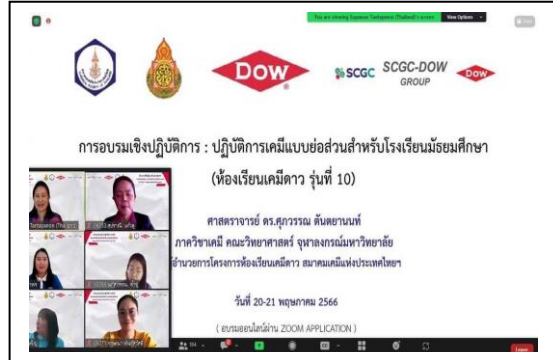 You are viewing Supawan Tantayanon (Thailand)'s screen
View Options
Dow
SCGC
SCGC-DOW
GROUP
Dow
การอบรมเชิงปฏิบัติการ : ปฏิบัติการเคมีแบบย่อส่วนสำหรับโรงเรียนมัธยมศึกษา
(ห้องเรียนเคมีดาว รุ่นที่ 10)
ศาสตราจารย์ ดร.ศุภวรรณ ตันตยานนท์
ภาควิชาเคมี คณะวิทยาศาสตร์ จุฬาลงกรณ์มหาวิทยาลัย
อำนวยการโครงการห้องเรียนเคมีดาว สมาคมเคมีแห่งประเทศไทยฯ
วันที่ 20-21 พฤษภาคม 2566
( อบรมออนไลน์ผ่าน ZOOM APPLICATION )
Leave